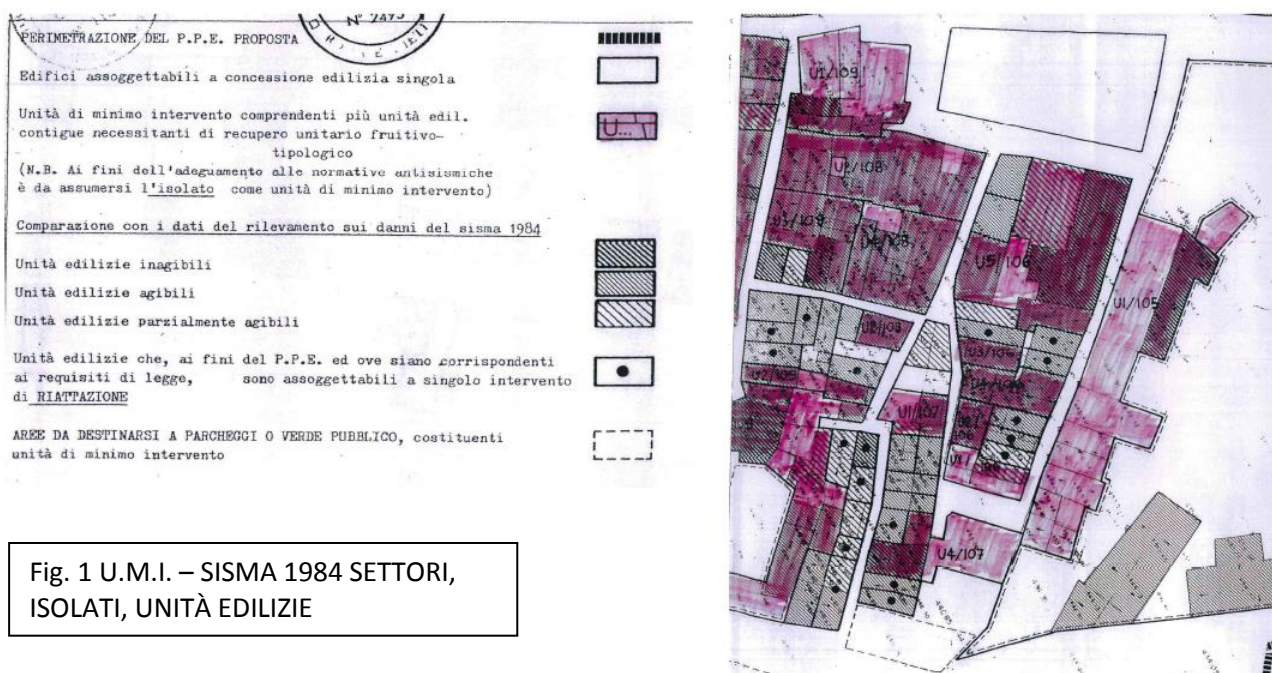 Nº 2495
PERIMETRAZIONE DEL P.P.E. PROPOSTA
Edifici assoggettabili a concessione edilizia singola
Unità di minimo intervento comprendenti più unità edil.
contigue necessitanti di recupero unitario fruitivo-
tipologico
U...
(N.B. Ai fini dell'adeguamento alle normative antisismiche
è da assumersi l'isolato come unità di minimo intervento)
Comparazione con i dati del rilevamento sui danni del sisma 1984
Unità edilizie inagibili
Unità edilizie agibili
Unità edilizie parzialmente agibili
Unità edilizie che, ai fini del P.P.E. ed ove siano corrispondenti
ai requisiti di legge, sono assoggettabili a singolo intervento
di RIATTAZIONE
AREE DA DESTINARSI A PARCHEGGI O VERDE PUBBLICO, costituenti
unità di minimo intervento
Fig. 1 U.M.I. – SISMA 1984 SETTORI,
ISOLATI, UNITÀ EDILIZIE
U1/109
U2/108
U3/109
U5/106
U1/105
U3/106
U1/107
U4/107